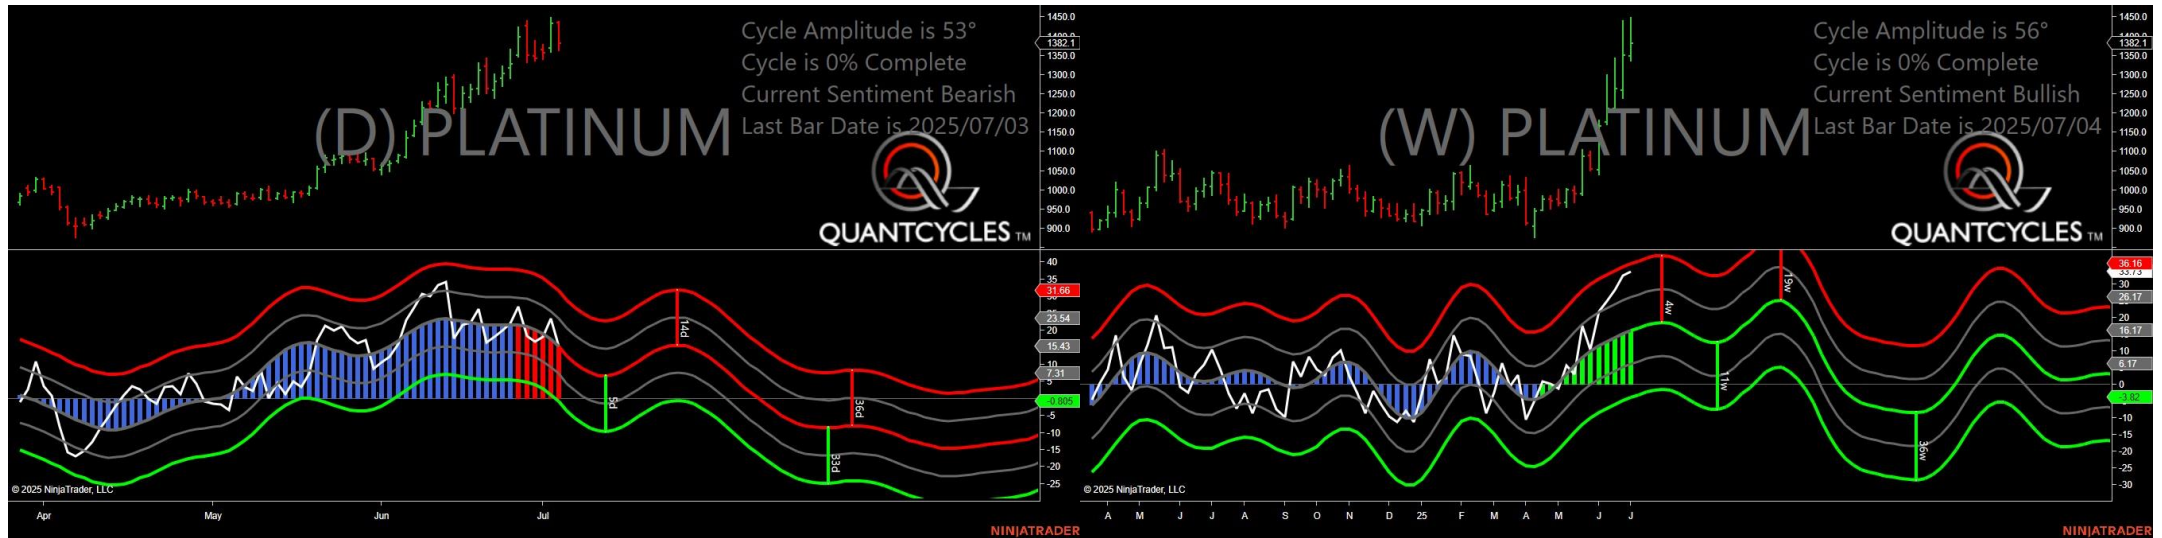 Cycle Amplitude is 53°
Cycle is 0% Complete
Current Sentiment Bearish
Last Bar Date is 2025/07/03
(D) PLATINUM
QUANTCYCLES TM
1450.0
1382.1
1350.0
1300.0
1250.0
1200.0
1150.0
1100.0
1050.0
1000.0
950.0
900.0
40
35
31.66
23.54
20
15.43
10
7.31
5
-0.805
-5
-10
-15
-20
-25
5d
14d
33d
36d
© 2025 NinjaTrader, LLC
Apr May Jun Jul
NINJATRADER
Cycle Amplitude is 56°
Cycle is 0% Complete
Current Sentiment Bullish
Last Bar Date is 2025/07/04
(W) PLATINUM
QUANTCYCLES TM
1450.0
1382.1
1350.0
1300.0
1250.0
1200.0
1150.0
1100.0
1050.0
1000.0
950.0
900.0
36.16
33.73
30
26.17
20
16.17
10
6.17
0
-3.82
-10
-15
-20
-25
-30
4w
11w
19w
36w
© 2025 NinjaTrader, LLC
A M J J A S O N D 25 F M A M J J
NINJATRADER